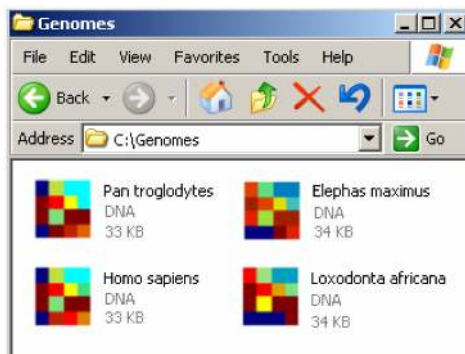 Genomes
File Edit View Favorites Tools Help
Back
Address C:\Genomes Go
Pan troglodytes
DNA
33 KB
Elephas maximus
DNA
34 KB
Homo sapiens
DNA
33 KB
Loxodonta africana
DNA
34 KB